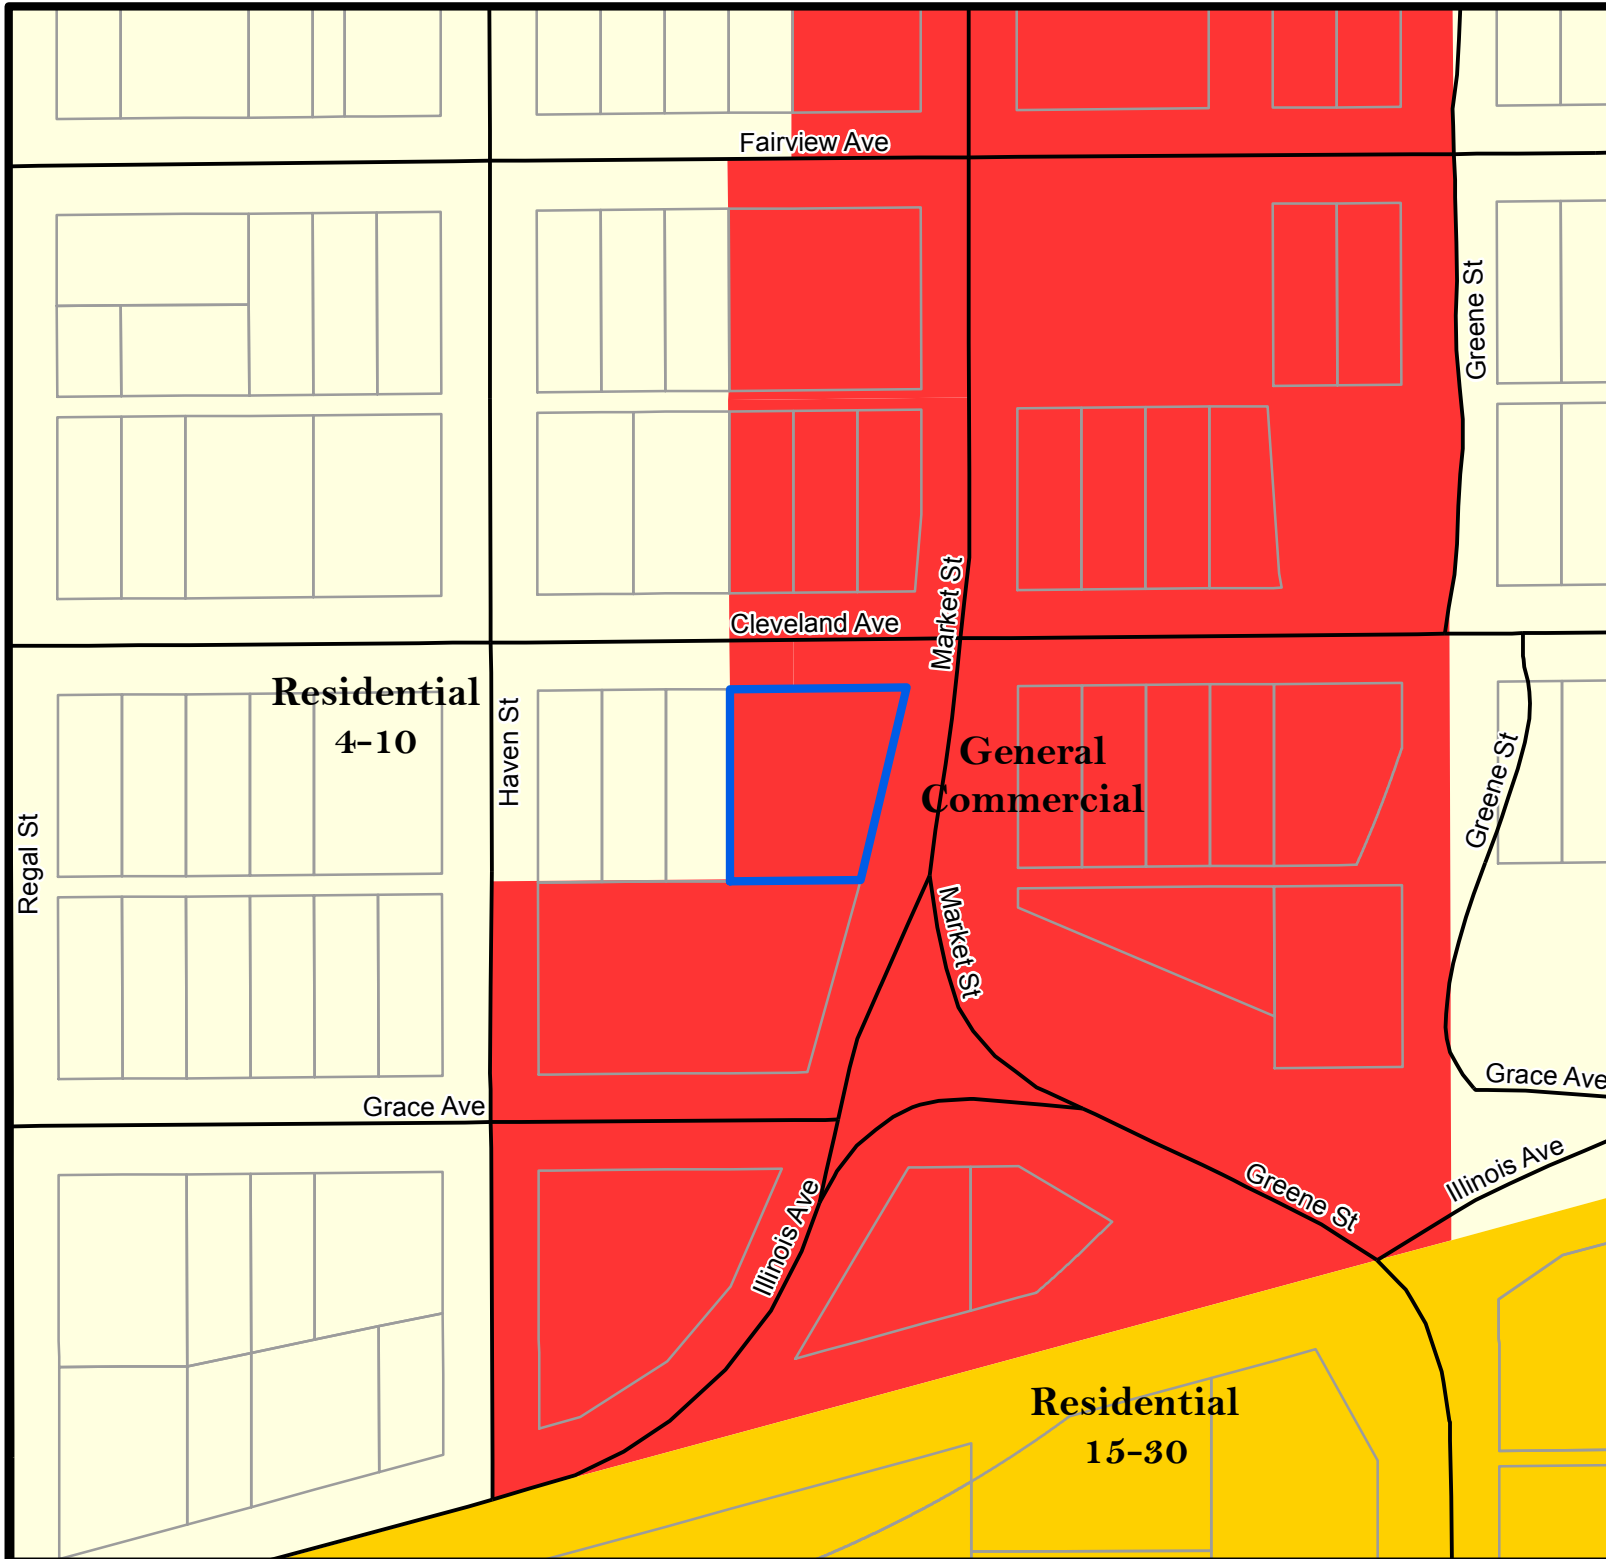 Fairview Ave
Greene St
Market St
Cleveland Ave
Residential
4-10
Haven St
General
Commercial
Greene St
Regal St
Market St
Grace Ave
Grace Ave
Illinois Ave
Greene St
Illinois Ave
Residential
15-30